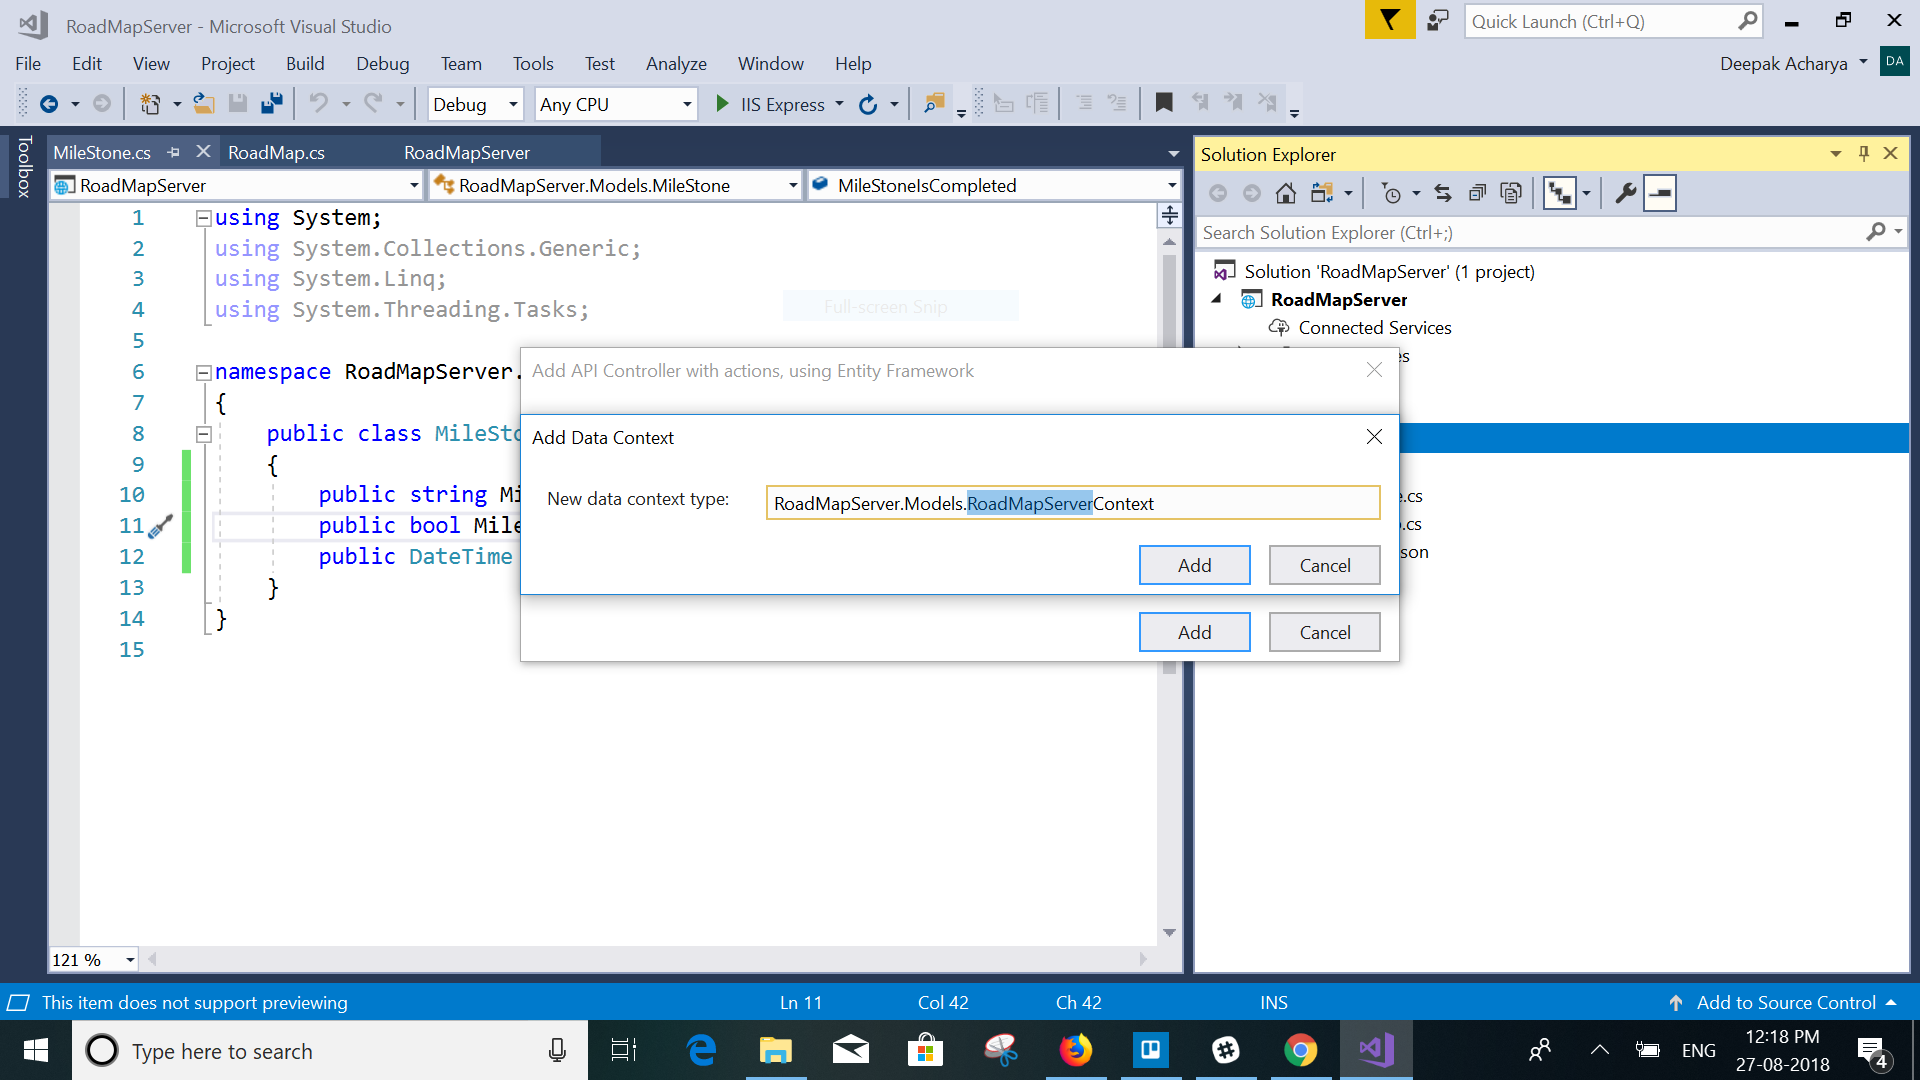 RoadMapServer - Microsoft Visual Studio
Quick Launch (Ctrl+Q)
File Edit View Project Build Debug Team Tools Test Analyze Window Help
Deepak Acharya DA
Debug Any CPU IIS Express
Toolbox
MileStone.cs RoadMap.cs RoadMapServer
RoadMapServer RoadMapServer.Models.MileStone MileStoneIsCompleted
1 using System;
2 using System.Collections.Generic;
3 using System.Linq;
4 using System.Threading.Tasks;
5
6 namespace RoadMapServer.
7 {
8 public class MileSto
9 {
10 public string Mi
11 public bool Mile
12 public DateTime
13 }
14 }
15
Full-screen Snip
Add API Controller with actions, using Entity Framework
Add Data Context
New data context type: RoadMapServer.Models.RoadMapServerContext
Add Cancel
Add Cancel
Solution Explorer
Search Solution Explorer (Ctrl+;)
Solution 'RoadMapServer' (1 project)
RoadMapServer
Connected Services
es
.cs
.cs
son
121 %
This item does not support previewing Ln 11 Col 42 Ch 42 INS Add to Source Control
Type here to search
ENG
12:18 PM
27-08-2018
4